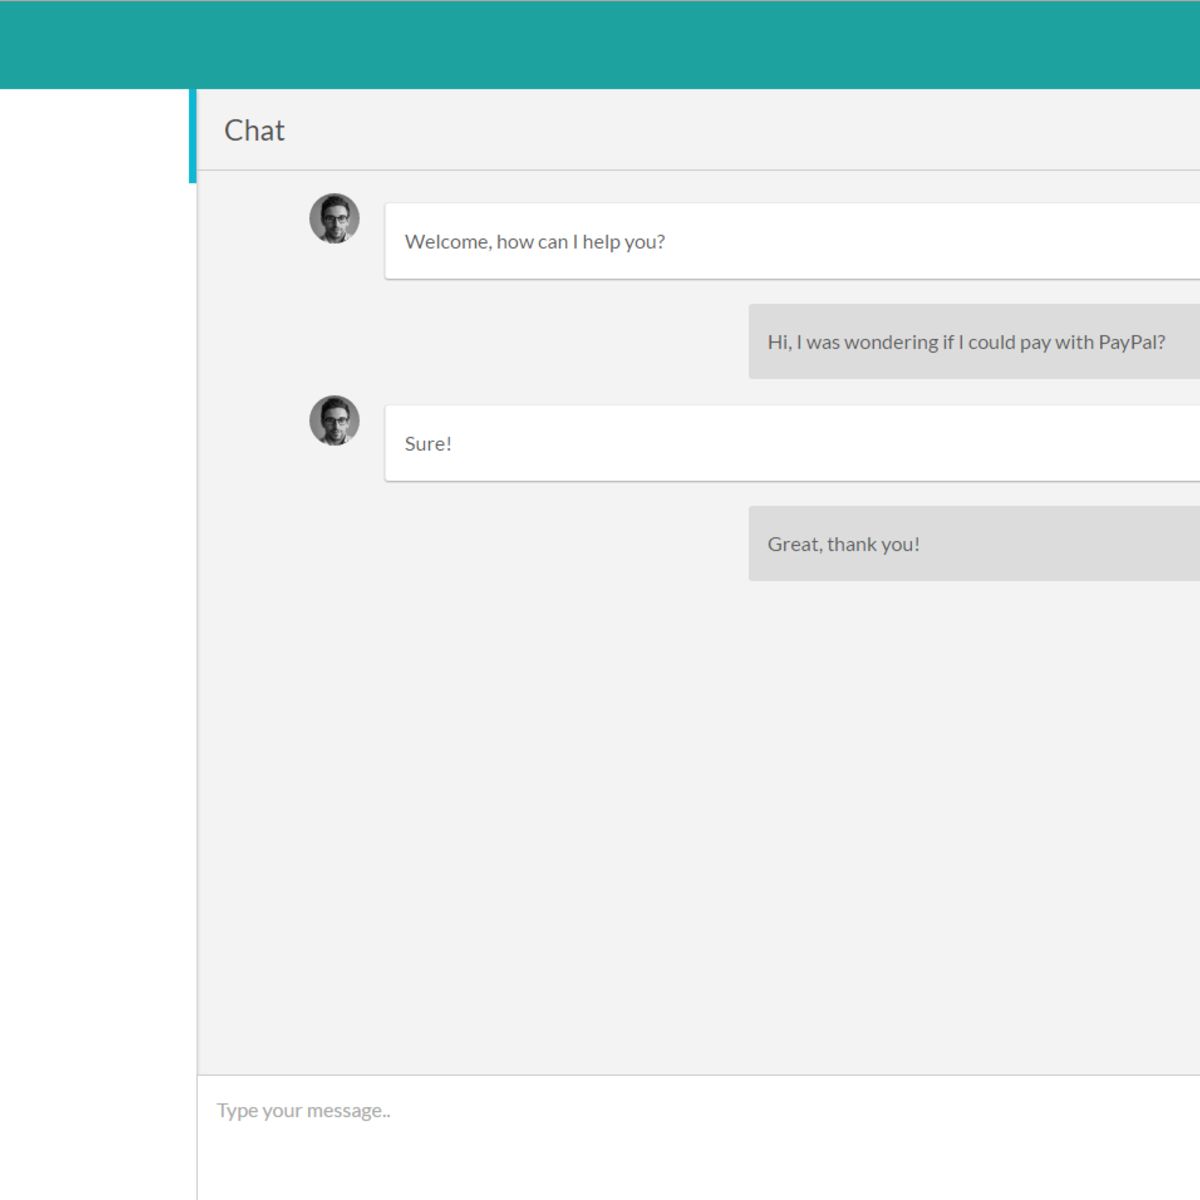 Chat
Welcome, how can I help you?
Hi, I was wondering if I could pay with PayPal?
Sure!
Great, thank you!
Type your message..